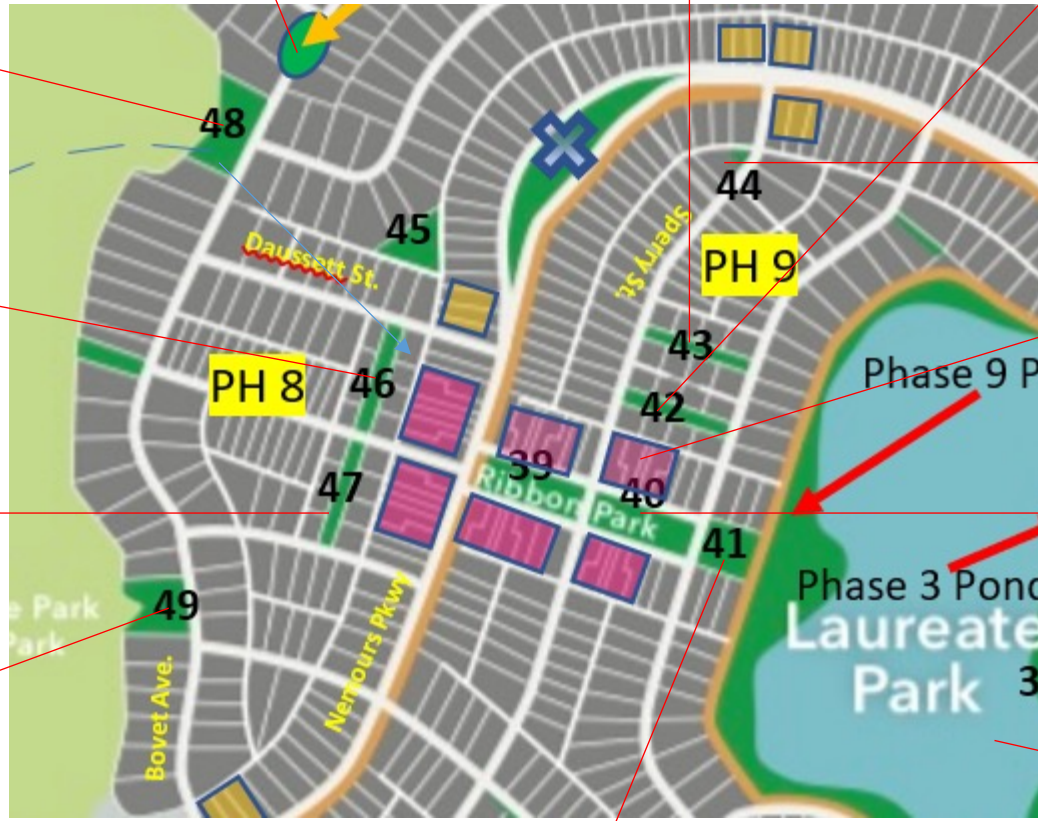 48
44
45
Daussett St.
Sperry St.
PH 9
43
Phase 9 P
PH 8
46
42
39
Ribbon Park
40
47
41
Phase 3 Pond
e Park
Park
49
Laureate
Park
3
Nemours Pkwy
Bovet Ave.